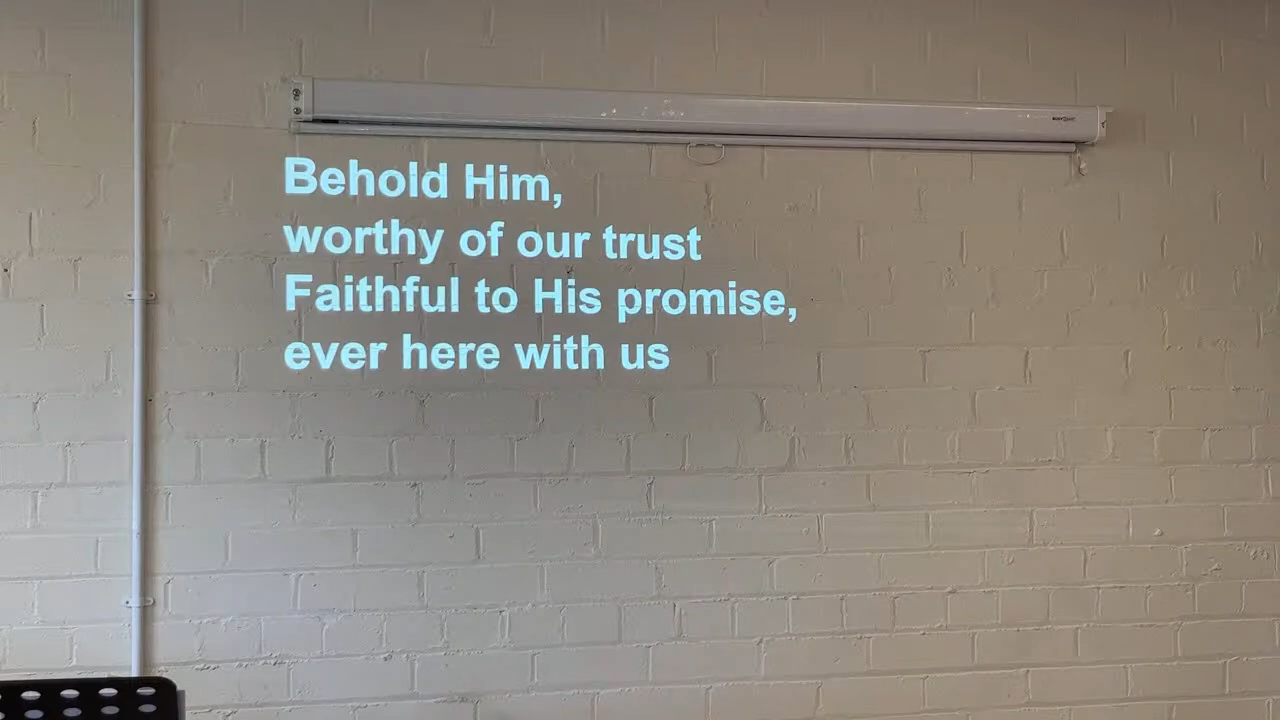 Behold Him,
worthy of our trust
Faithful to His promise,
ever here with us